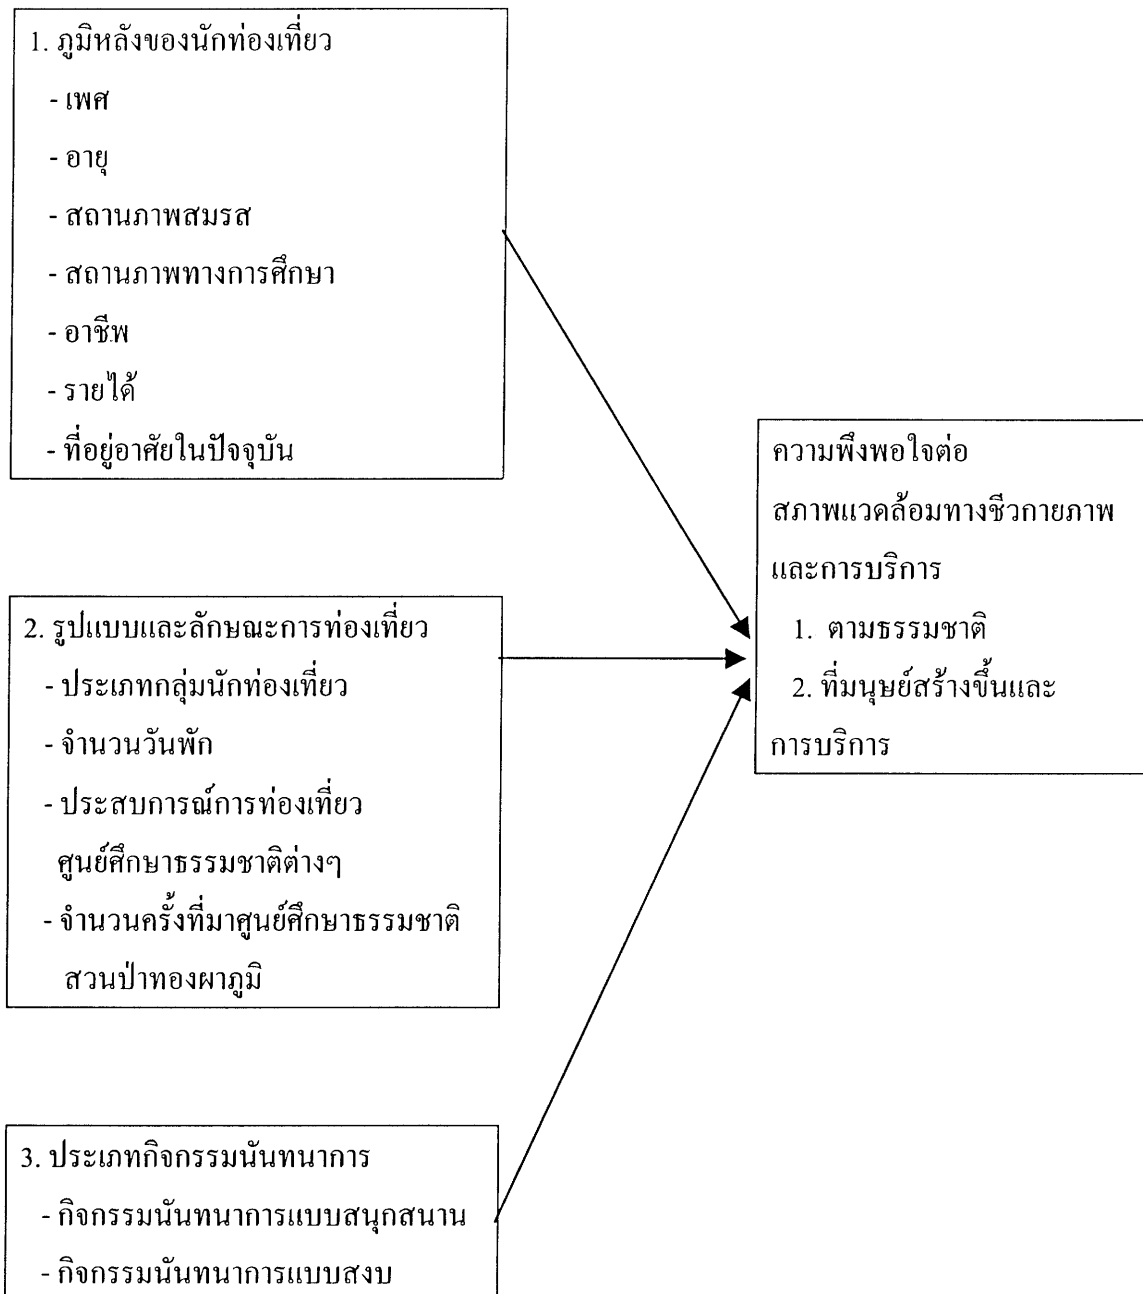 1. ภูมิหลังของนักท่องเที่ยว
- เพศ
- อายุ
- สถานภาพสมรส
- สถานภาพทางการศึกษา
- อาชีพ
- รายได้
- ที่อยู่อาศัยในปัจจุบัน
2. รูปแบบและลักษณะการท่องเที่ยว
- ประเภทกลุ่มนักท่องเที่ยว
- จำนวนวันพัก
- ประสบการณ์การท่องเที่ยว
ศูนย์ศึกษาธรรมชาติต่างๆ
- จำนวนครั้งที่มาศูนย์ศึกษาธรรมชาติ
สวนป่าทองผาภูมิ
3. ประเภทกิจกรรมนันทนาการ
- กิจกรรมนันทนาการแบบสนุกสนาน
- กิจกรรมนันทนาการแบบสงบ
ความพึงพอใจต่อ
สภาพแวดล้อมทางชีวกายภาพ
และการบริการ
1. ตามธรรมชาติ
2. ที่มนุษย์สร้างขึ้นและ
การบริการ